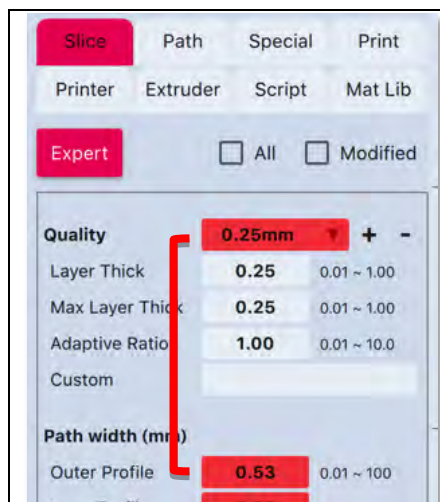 Slice Path Special Print
Printer Extruder Script Mat Lib
Expert All Modified
Quality 0.25mm + -
Layer Thick 0.25 0.01 ~ 1.00
Max Layer Thick 0.25 0.01 ~ 1.00
Adaptive Ratio 1.00 0.01 ~ 10.0
Custom
Path width (mm)
Outer Profile 0.53 0.01 ~ 100